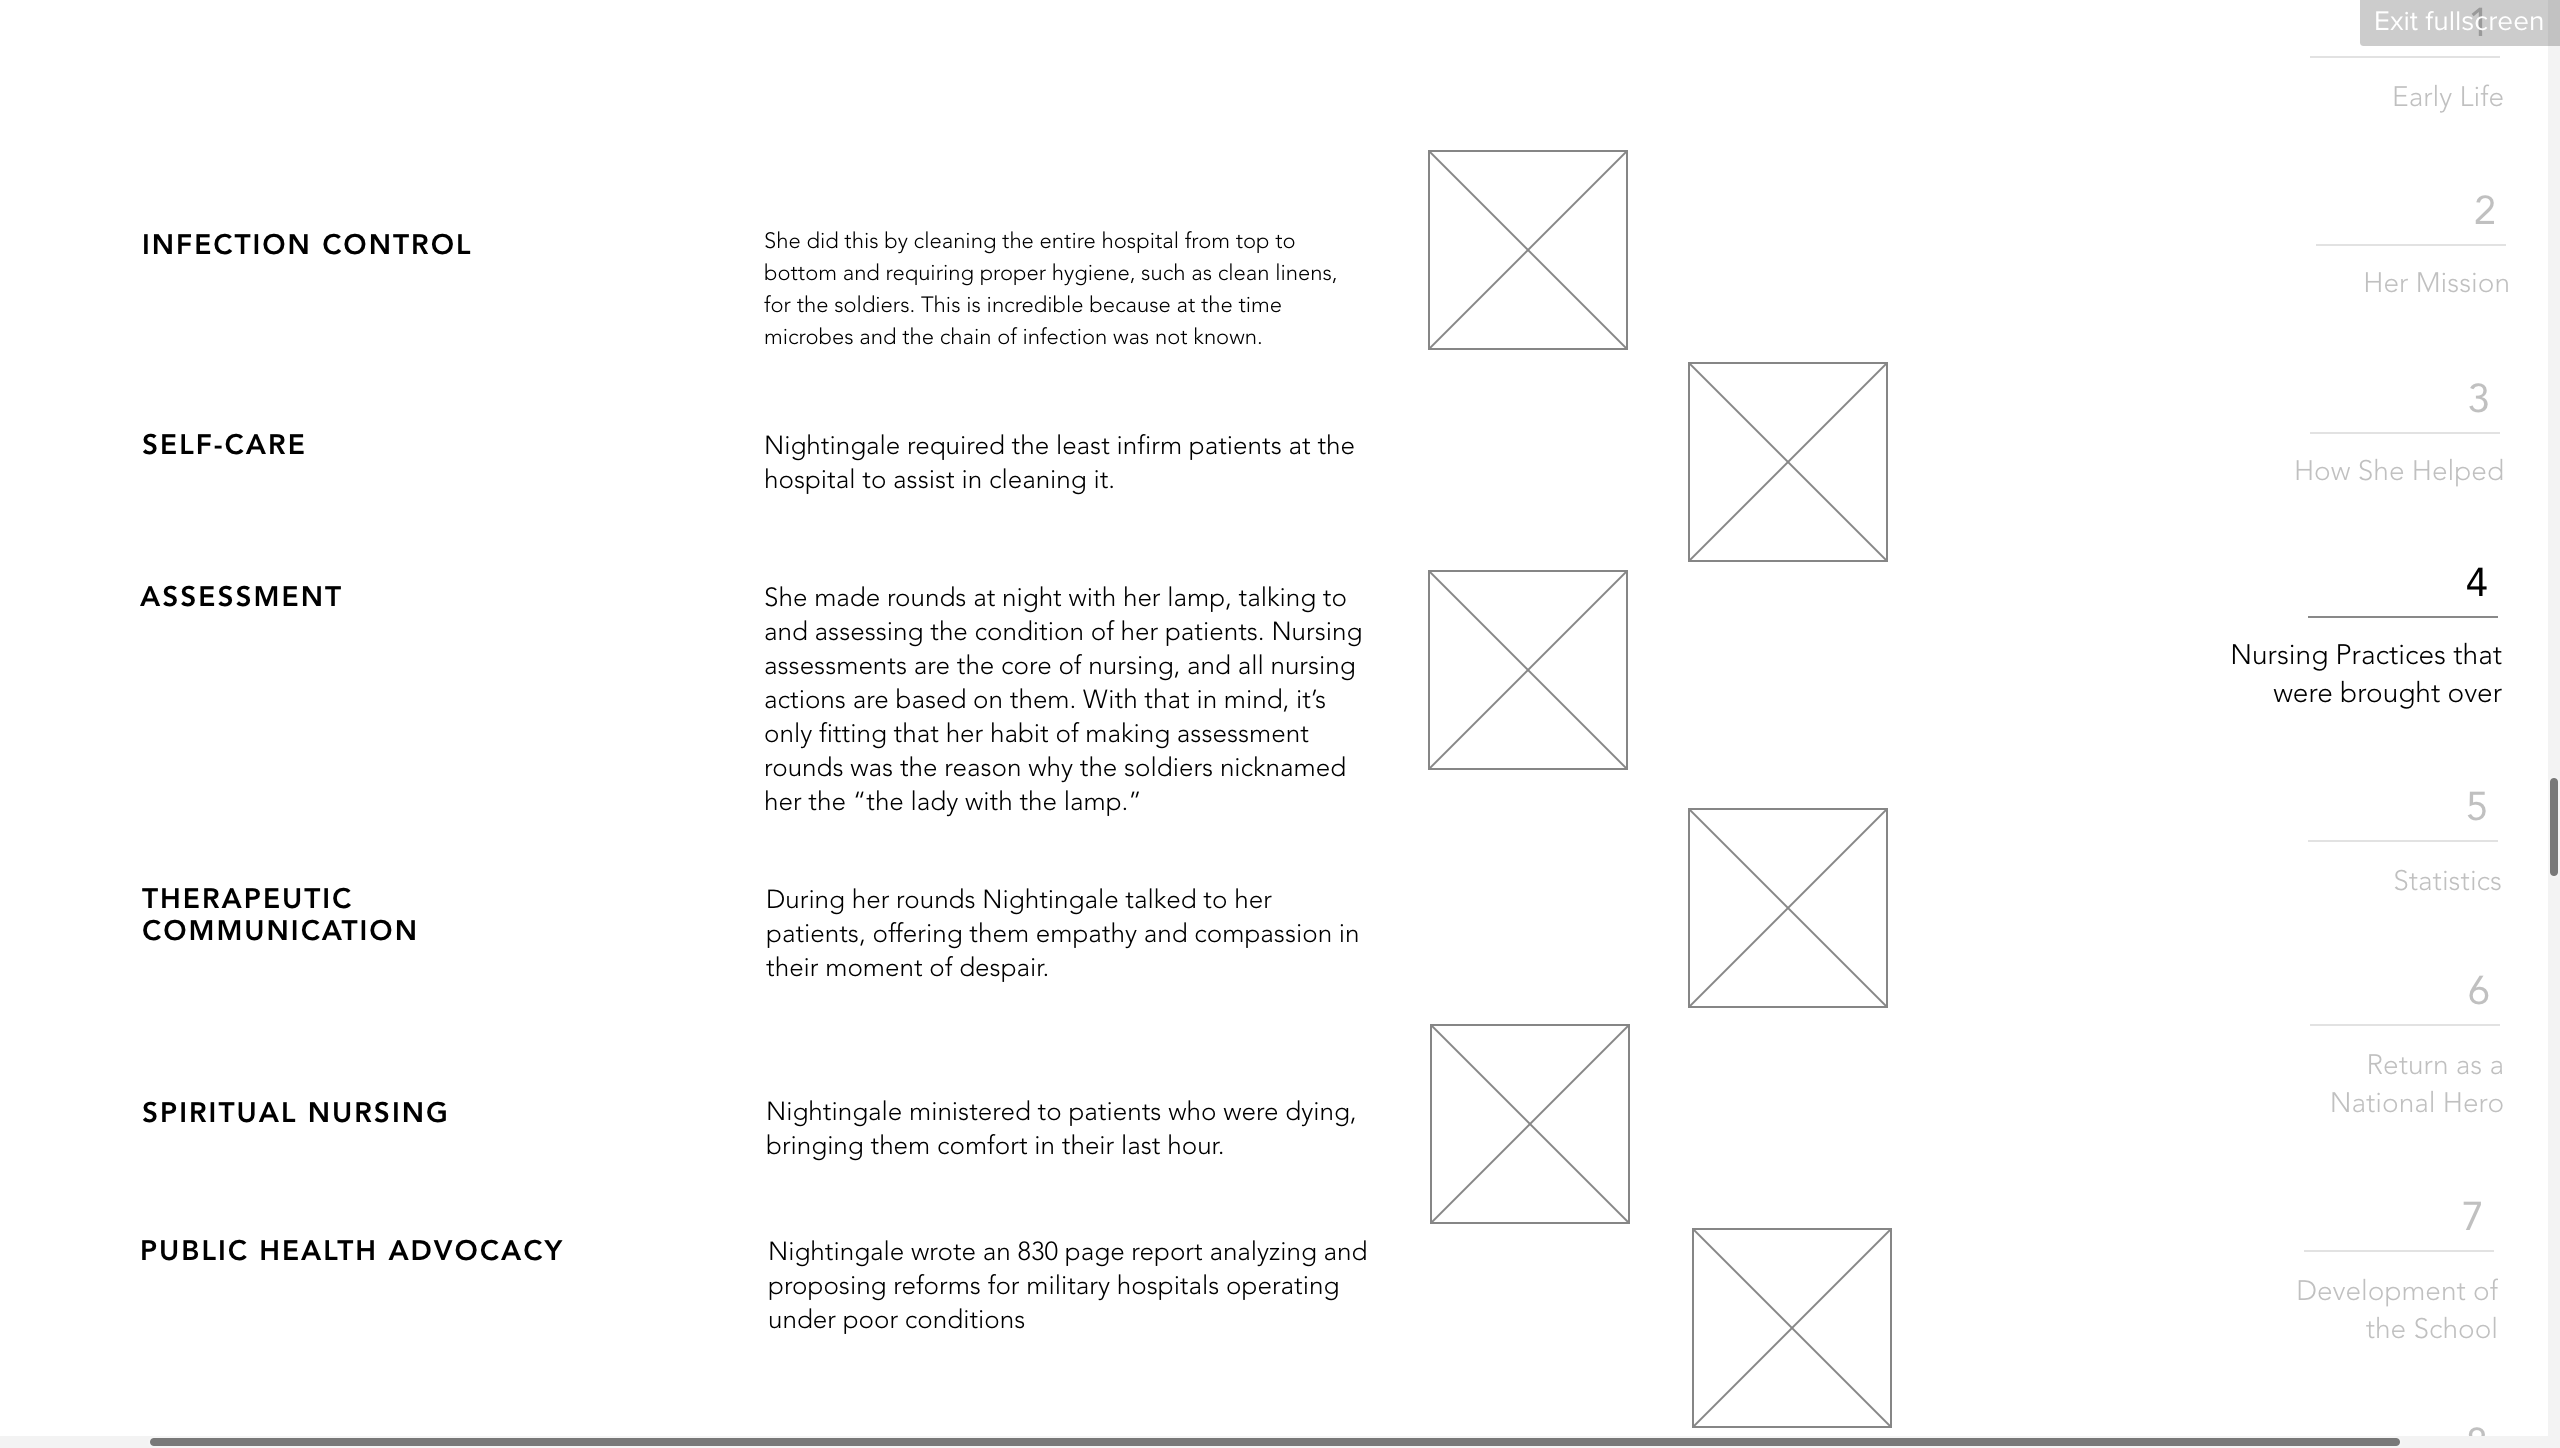 Exit fullscreen
1
Early Life
INFECTION CONTROL
She did this by cleaning the entire hospital from top to
bottom and requiring proper hygiene, such as clean linens,
for the soldiers. This is incredible because at the time
microbes and the chain of infection was not known.
2
Her Mission
SELF-CARE
Nightingale required the least infirm patients at the
hospital to assist in cleaning it.
3
How She Helped
ASSESSMENT
She made rounds at night with her lamp, talking to
and assessing the condition of her patients. Nursing
assessments are the core of nursing, and all nursing
actions are based on them. With that in mind, it’s
only fitting that her habit of making assessment
rounds was the reason why the soldiers nicknamed
her the “the lady with the lamp.”
4
Nursing Practices that
were brought over
5
Statistics
THERAPEUTIC
COMMUNICATION
During her rounds Nightingale talked to her
patients, offering them empathy and compassion in
their moment of despair.
6
Return as a
National Hero
SPIRITUAL NURSING
Nightingale ministered to patients who were dying,
bringing them comfort in their last hour.
PUBLIC HEALTH ADVOCACY
Nightingale wrote an 830 page report analyzing and
proposing reforms for military hospitals operating
under poor conditions
7
Development of
the School